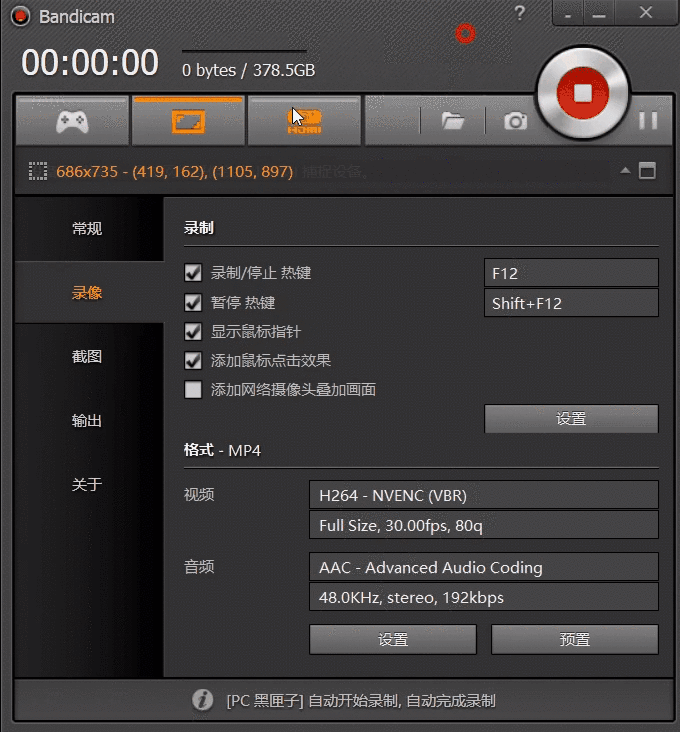 Bandicam
?
00:00:00
0 bytes / 378.5GB
HDMI
686x735 - (419, 162), (1105, 897)
常规
录像
截图
输出
关于
录制
录制/停止 热键
F12
暂停 热键
Shift+F12
显示鼠标指针
添加鼠标点击效果
添加网络摄像头叠加画面
设置
格式 - MP4
视频
H264 - NVENC (VBR)
Full Size, 30.00fps, 80q
音频
AAC - Advanced Audio Coding
48.0KHz, stereo, 192kbps
设置
预置
[PC 黑匣子] 自动开始录制, 自动完成录制